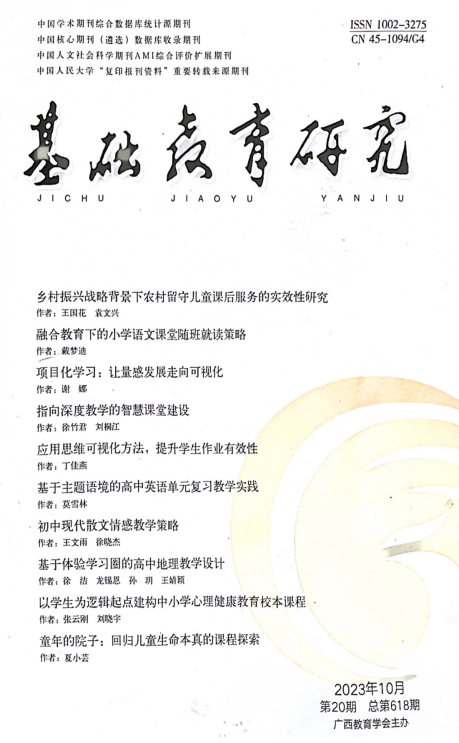 中国学术期刊综合数据库统计源期刊
中国核心期刊（遴选）数据库收录期刊
中国人文社会科学期刊AMI综合评价扩展期刊
中国人民大学“复印报刊资料”重要转载来源期刊
ISSN 1002-3275
CN 45-1094/G4
基础教育研究
JICHU JIAOYU YANJIU
乡村振兴战略背景下农村留守儿童课后服务的实效性研究
作者：王国花 袁文兴
融合教育下的小学语文课堂随班就读策略
作者：戴梦迪
项目化学习：让量感发展走向可视化
作者：谢 娜
指向深度教学的智慧课堂建设
作者：徐竹君 刘桐江
应用思维可视化方法，提升学生作业有效性
作者：丁佳燕
基于主题语境的高中英语单元复习教学实践
作者：莫雪林
初中现代散文情感教学策略
作者：王文雨 徐晓杰
基于体验学习圈的高中地理教学设计
作者：徐 洁 龙锡恩 孙 玥 王婧颖
以学生为逻辑起点建构中小学心理健康教育校本课程
作者：张云刚 刘晓宇
童年的院子：回归儿童生命本真的课程探索
作者：夏小芸
2023年10月
第20期 总第618期
广西教育学会主办